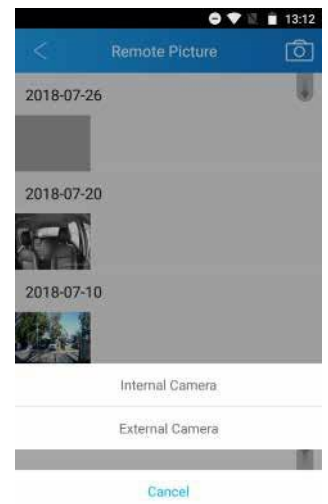 13:12
Remote Picture
2018-07-26
2018-07-20
2018-07-10
Internal Camera
External Camera
Cancel